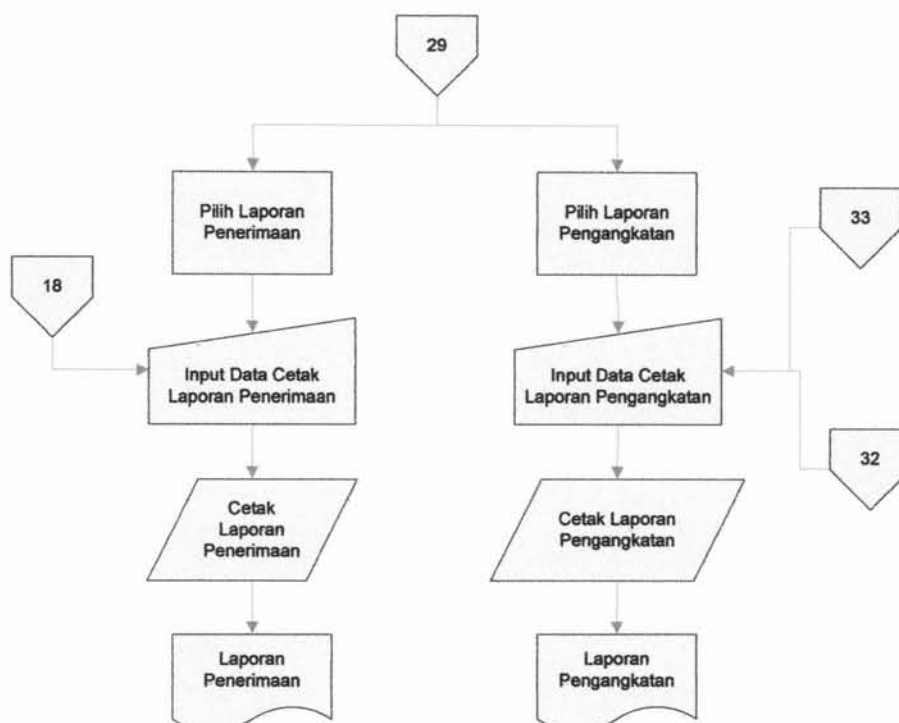 29
Pilih Laporan
Penerimaan
Pilih Laporan
Pengangkatan
33
18
Input Data Cetak
Laporan Penerimaan
Input Data Cetak
Laporan Pengangkatan
32
Cetak
Laporan
Penerimaan
Cetak Laporan
Pengangkatan
Laporan
Penerimaan
Laporan
Pengangkatan